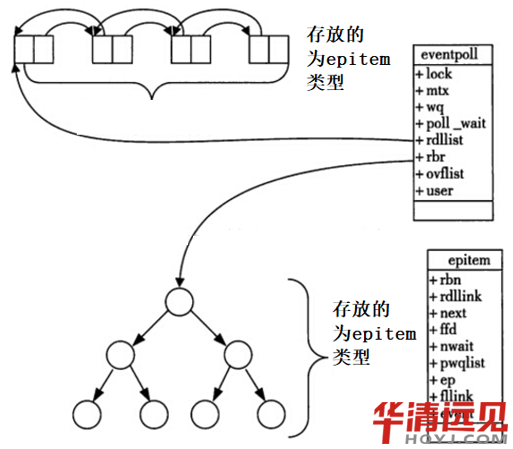 存放的
为epitem
类型
eventpoll
+lock
+mtx
+wq
+poll _wait
+rdllist
+rbr
+ovflist
+user
存放的
为epitem
类型
epitem
+rbn
+rdllink
+next
+ffd
+nwait
+pwqlist
+ep
+fllink
+event
华清远见
HQYJ.COM